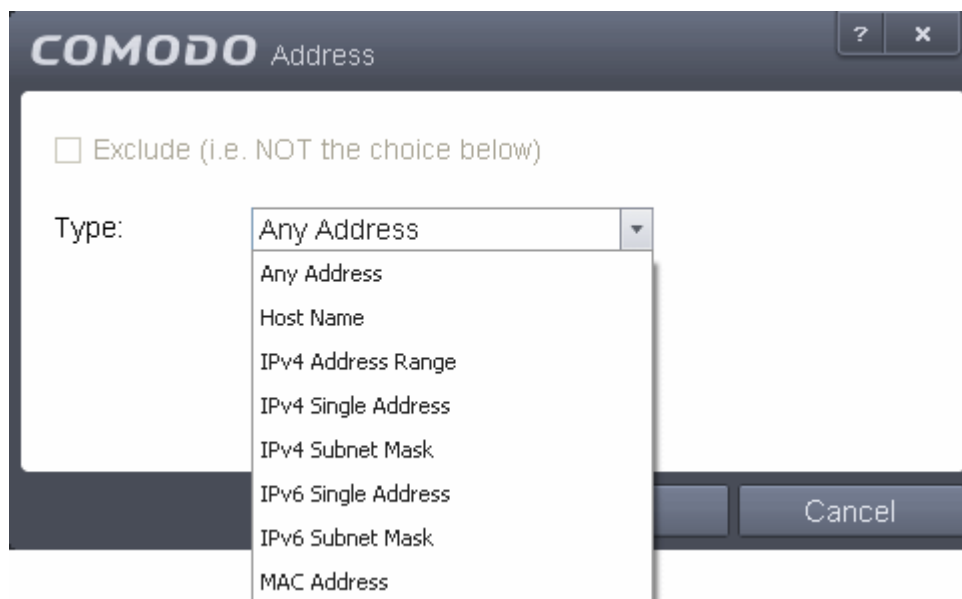 COMODO Address
? x
Exclude (i.e. NOT the choice below)
Type: Any Address
Any Address
Host Name
IPv4 Address Range
IPv4 Single Address
IPv4 Subnet Mask
IPv6 Single Address
IPv6 Subnet Mask
MAC Address
Cancel